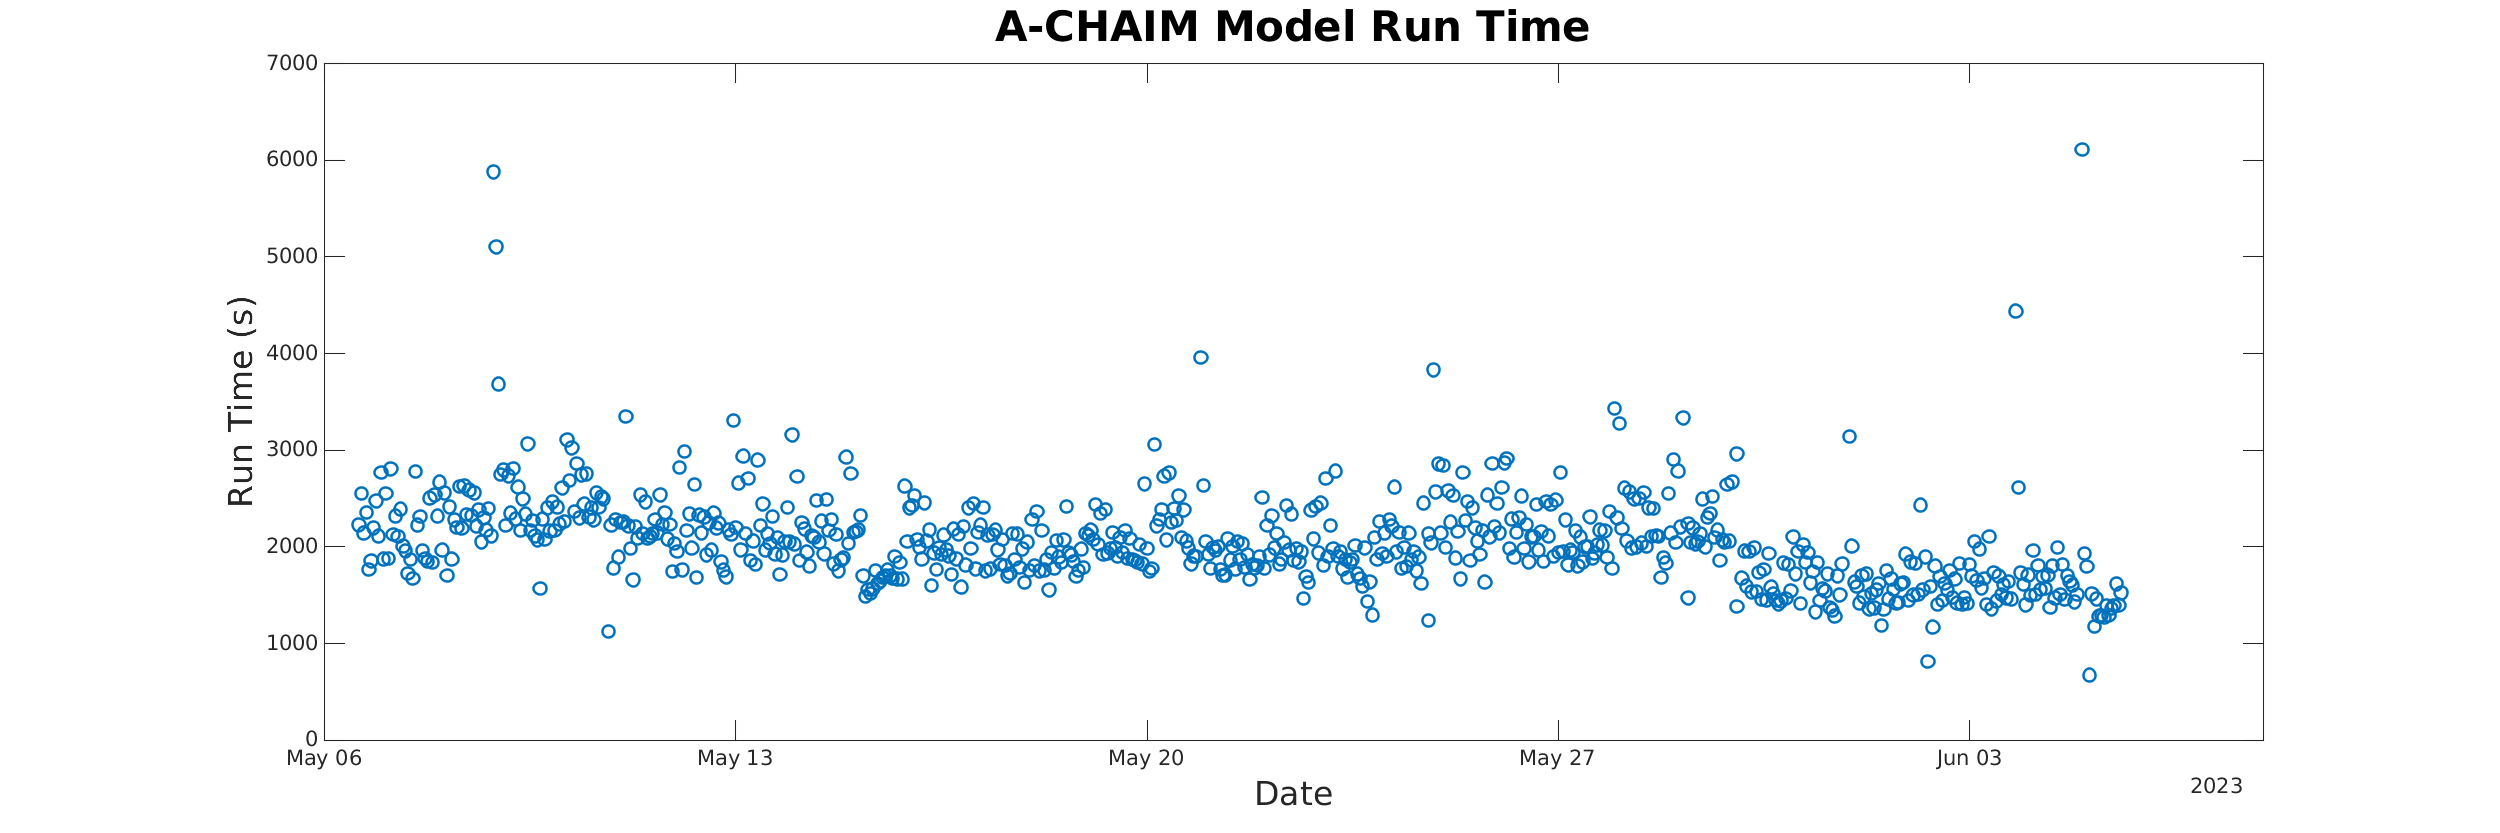 A-CHAIM Model Run Time
7000
6000
5000
4000
3000
2000
1000
0
Run Time (s)
May 06
May 13
May 20
May 27
Jun 03
2023
Date